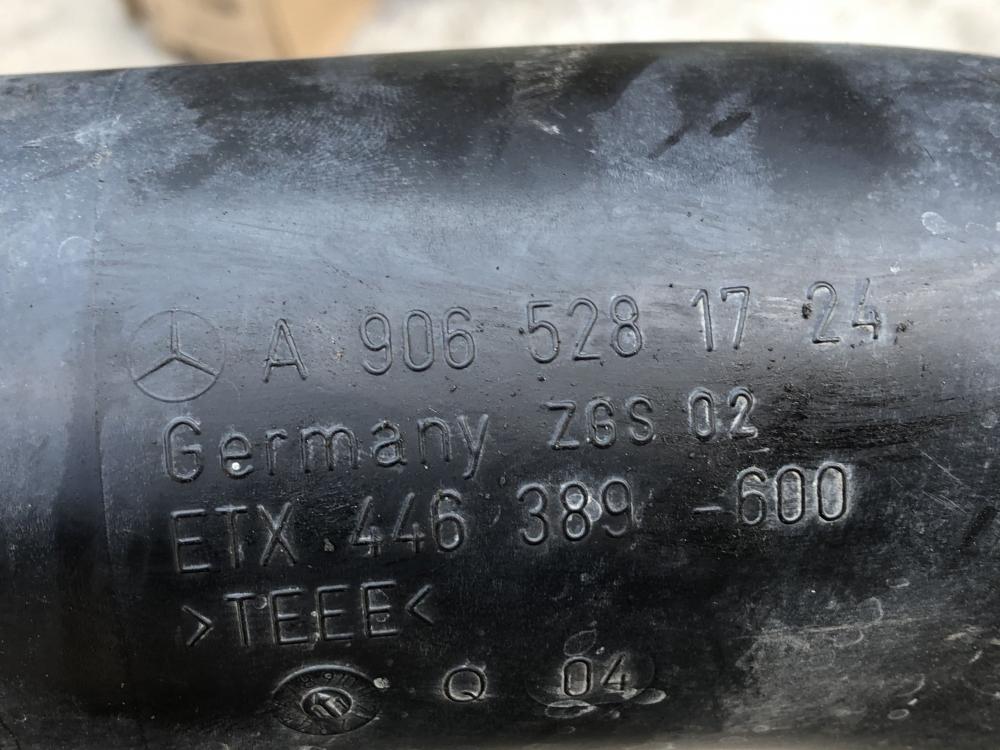 A 906 528 17 24
Germany ZGS 02
ETX 446 389 -600
>TEEE<
Q 04